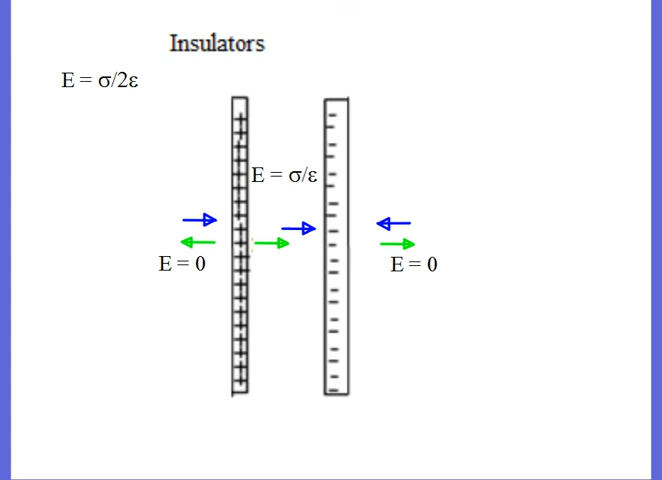 Insulators
E = σ/2ε
E = σ/ε
E = 0
E = 0